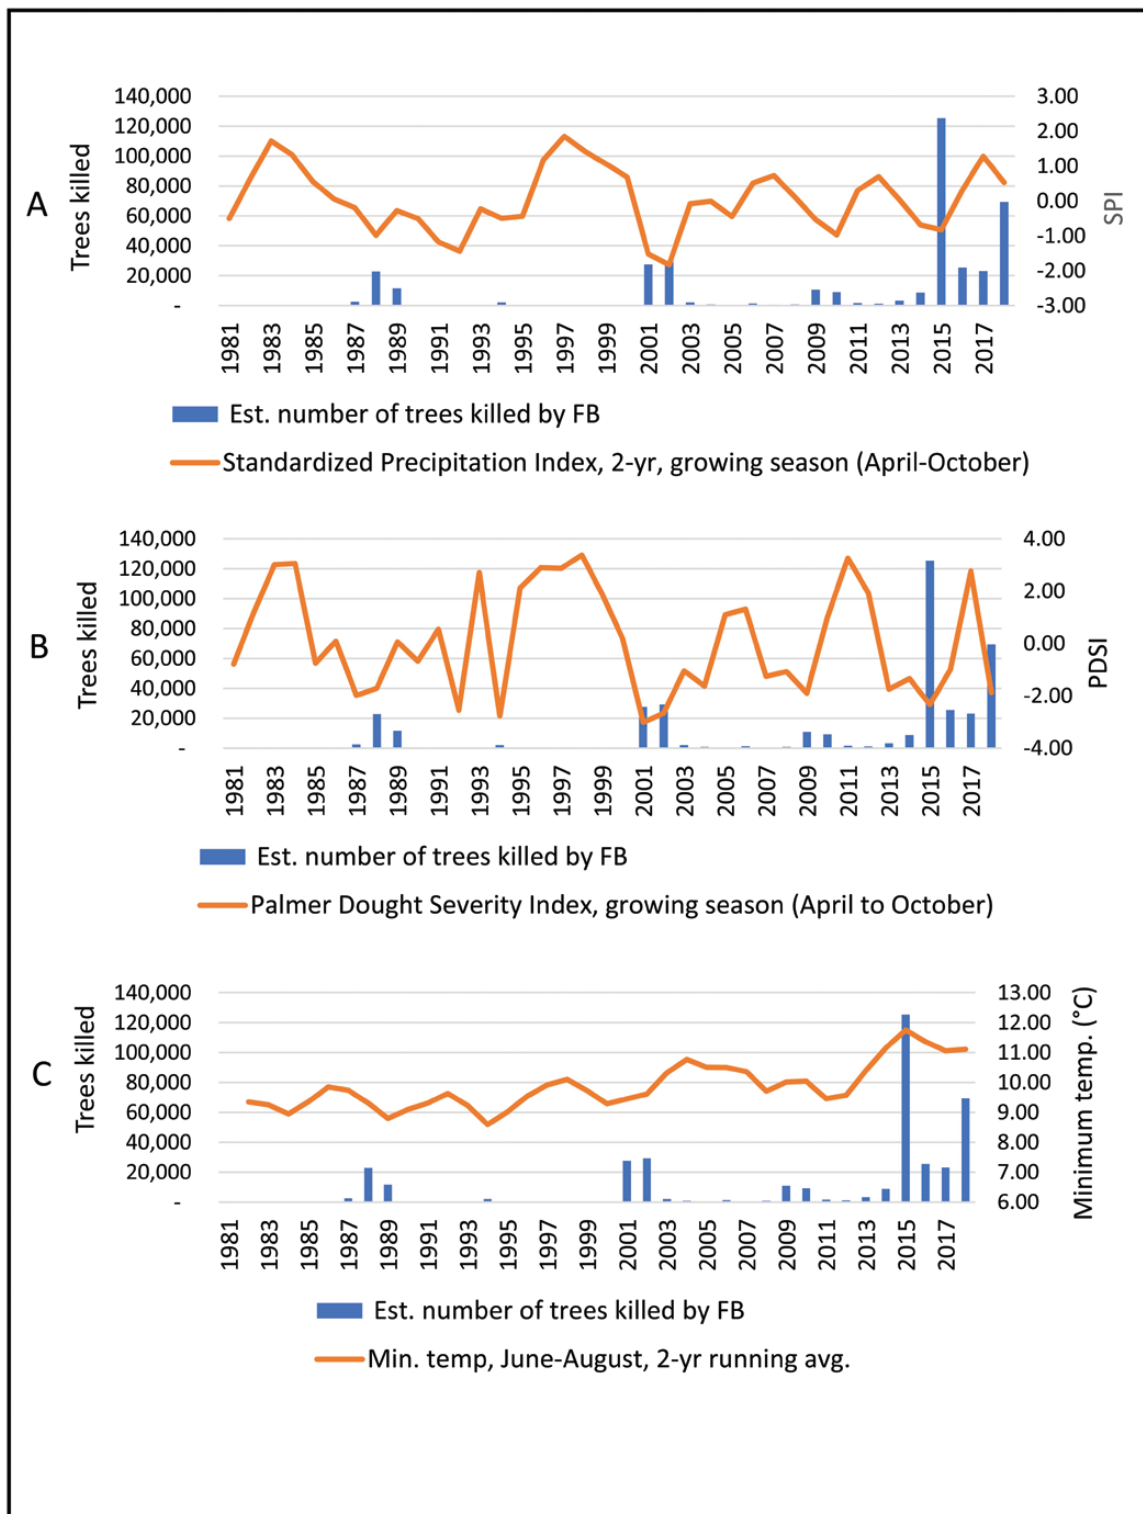 A
Trees killed
140,000
120,000
100,000
80,000
60,000
40,000
20,000
-
3.00
2.00
1.00
0.00
-1.00
-2.00
-3.00
SPI
1981 1983 1985 1987 1989 1991 1993 1995 1997 1999 2001 2003 2005 2007 2009 2011 2013 2015 2017
Est. number of trees killed by FB
Standardized Precipitation Index, 2-yr, growing season (April-October)
B
Trees killed
140,000
120,000
100,000
80,000
60,000
40,000
20,000
-
4.00
2.00
0.00
-2.00
-4.00
PDSI
1981 1983 1985 1987 1989 1991 1993 1995 1997 1999 2001 2003 2005 2007 2009 2011 2013 2015 2017
Est. number of trees killed by FB
Palmer Dought Severity Index, growing season (April to October)
C
Trees killed
140,000
120,000
100,000
80,000
60,000
40,000
20,000
-
13.00
12.00
11.00
10.00
9.00
8.00
7.00
6.00
Minimum temp. (°C)
1981 1983 1985 1987 1989 1991 1993 1995 1997 1999 2001 2003 2005 2007 2009 2011 2013 2015 2017
Est. number of trees killed by FB
Min. temp, June-August, 2-yr running avg.